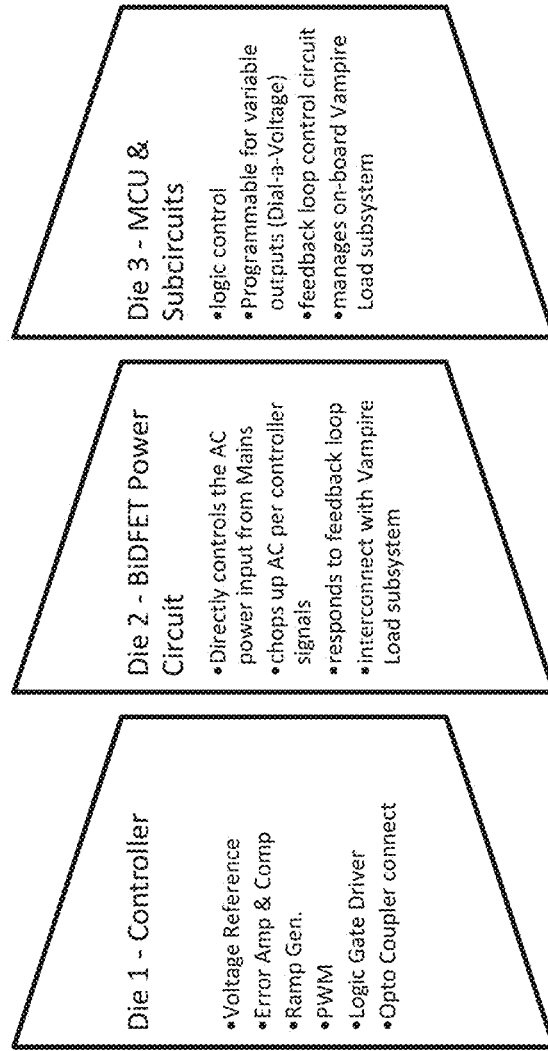 Die 1 - Controller
•Voltage Reference
•Error Amp & Comp
•Ramp Gen.
•PWM
•Logic Gate Driver
•Opto Coupler connect
Die 2 - BiDFET Power
Circuit
•Directly controls the AC
power input from Mains
•chops up AC per controller
signals
•responds to feedback loop
•interconnect with Vampire
Load subsystem
Die 3 - MCU &
Subcircuits
•logic control
•Programmable for variable
outputs (Dial-a-Voltage)
•feedback loop control circuit
•manages on-board Vampire
Load subsystem